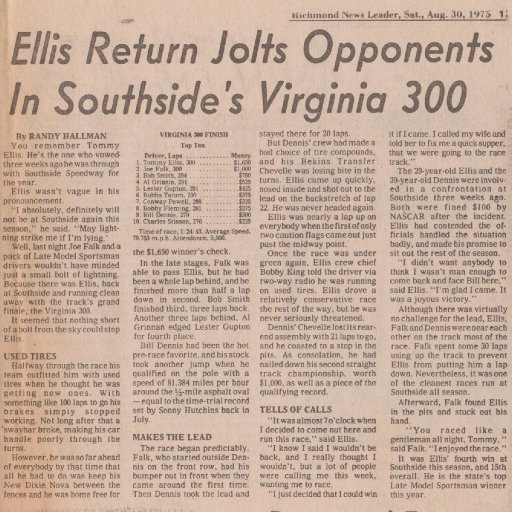 Richmond News Leader, Sat., Aug. 30, 1975
Ellis Return Jolts Opponents
In Southside's Virginia 300
By RANDY HALLMAN
You remember Tommy
Ellis. He's the one who vowed
three weeks ago he was through
with Southside Speedway for
the year.
Ellis wasn't vague in his
pronouncement.
"I absolutely, definitely will
not be at Southside again this
season," he said. "May light-
ning strike me if I'm lying."
Well, last night Joe Falk and a
pack of Late Model Sportsman
drivers wouldn't have minded
just a small bolt of lightning.
Because there was Ellis, back
at Southside and running clean
away with the track's grand
finale, the Virginia 300.
It seemed that nothing short
of a bolt from the sky could stop
Ellis.
USED TIRES
Halfway through the race his
team outfitted him with used
tires when he thought he was
getting new ones. With
something like 100 laps to go his
brakes simply stopped
working. Not long after that a
swaybar broke, making his car
handle poorly through the
turns.
However, he was so far ahead
of everybody by that time that
all he had to do was keep his
New Dixie Nova between the
fences and he was home free for
VIRGINIA 300 FINISH
Top Ten
Driver, Laps Money
1. Tommy Ellis, 300 $1,650
2. Joe Falk, 300 $1,000
3. Bob Smith, 294 $750
4. Al Grinnan, 291
5. Lester Gupton, 291
6. Bubba Tatum, 290
7. Conway Powell, 288 $325
8. Bobby Fleming, 281
9. Bill Dennis, 279 $300
10. Charles Stinson, 276
Time of race, 1:24:43. Average Speed,
70.753 m.p.h. Attendance, 5,500.
the $1,650 winner's check.
In the late stages, Falk was
able to pass Ellis, but he had
been a whole lap behind, and he
finished more than half a lap
down in second. Bob Smith
finished third, three laps back.
Another three laps behind, Al
Grinnan edged Lester Gupton
for fourth place.
Bill Dennis had been the hot
pre-race favorite, and his stock
took another jump when he
qualified on the pole with a
speed of 81.384 miles per hour
around the ⅓-mile asphalt oval
— equal to the time-trial record
set by Sonny Hutchins back in
July.
MAKES THE LEAD
The race began predictably.
Falk, who started outside Den-
nis on the front row, had his
bumper out in front when they
came around the first time.
Then Dennis took the lead and
stayed there for 20 laps.
But Dennis' crew had made a
bad choice of tire compounds,
and his Bekins Transfer
Chevelle was losing bite in the
turns. Ellis came up quickly,
nosed inside and shot out to the
lead on the backstretch of lap
22. He was never headed again.
Ellis was nearly a lap up on
everybody when the first of only
two caution flags came out just
past the midway point.
Once the race was under
green again, Ellis crew chief
Bobby King told the driver via
two-way radio he was running
on used tires. Ellis drove a
relatively conservative race
the rest of the way, but he was
never seriously threatened.
Dennis' Chevelle lost its rear-
end assembly with 21 laps to go,
and he coasted to a stop in the
pits. As consolation, he had
nailed down his second straight
track championship, worth
$1,000, as well as a piece of the
qualifying record.
TELLS OF CALLS
"It was almost 7 o'clock when
I decided to come out here and
run this race," said Ellis.
"I know I said I wouldn't be
back, and I really thought I
wouldn't, but a lot of people
were calling me this week,
wanting me to race.
"I just decided that I could win
it if I came. I called my wife and
told her to fix me a quick supper,
that we were going to the race
track."
The 29-year-old Ellis and the
39-year-old Dennis were involv-
ed in a confrontation at
Southside three weeks ago.
Both were fined $100 by
NASCAR after the incident.
Ellis had contended the of-
ficials handled the situation
badly, and made his promise to
sit out the rest of the season.
"I didn't want anybody to
think I wasn't man enough to
come back and face Bill here,"
said Ellis. "I'm glad I came. It
was a joyous victory."
Although there was virtually
no challenge for the lead, Ellis,
Falk and Dennis were near each
other on the track most of the
race. Falk spent some 30 laps
using up the track to prevent
Ellis from putting him a lap
down. Nevertheless, it was one
of the cleanest races run at
Southside all season.
Afterward, Falk found Ellis
in the pits and stuck out his
hand.
"You raced like a
gentleman all night, Tommy,"
said Falk. "I enjoyed the race."
It was Ellis' fourth win at
Southside this season, and 15th
overall. He is the state's top
Late Model Sportsman winner
this year.